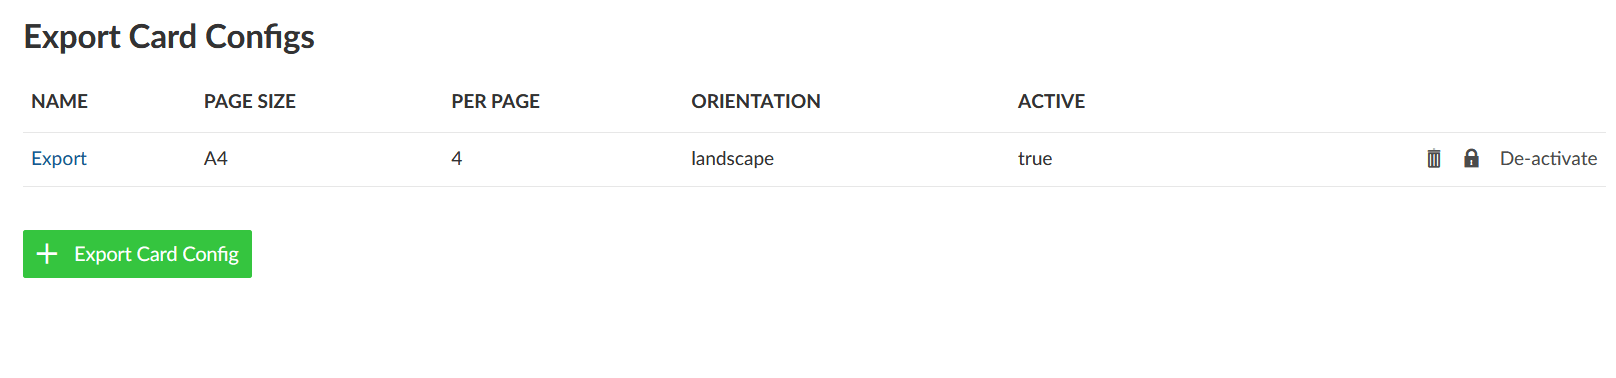 Export Card Configs
NAME PAGE SIZE PER PAGE ORIENTATION ACTIVE
Export A4 4 landscape true De-activate
Export Card Config